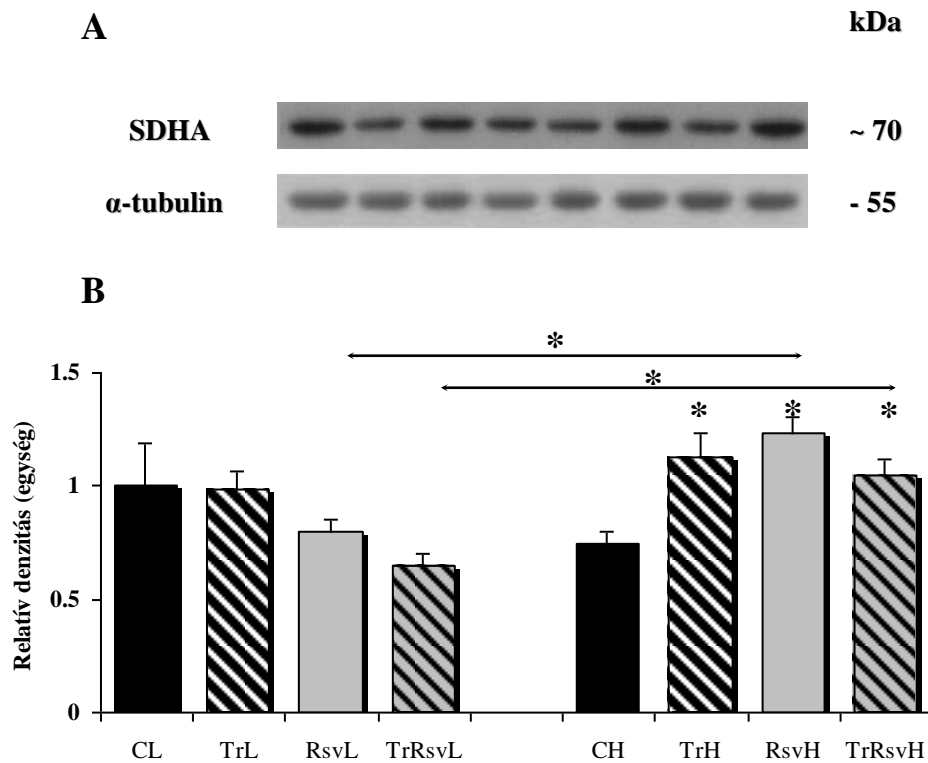 A kDa
SDHA ~ 70
α-tubulin - 55
B
*
*
* * *
Relatív denzitás (egység)
1.5
1
0.5
0
CL TrL RsvL TrRsvL CH TrH RsvH TrRsvH